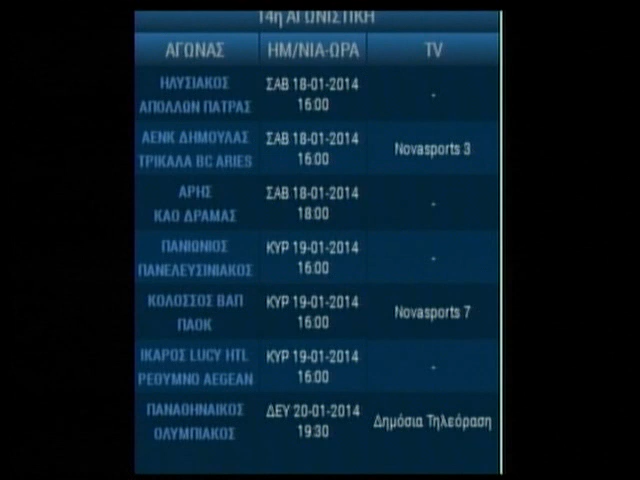 14η ΑΓΩΝΙΣΤΙΚΗ
ΑΓΩΝΑΣ ΗΜ/ΝΙΑ-ΩΡΑ TV
ΗΛΥΣΙΑΚΟΣ
ΑΠΟΛΛΩΝ ΠΑΤΡΑΣ
ΣΑΒ 18-01-2014
16:00
-
ΑΕΝΚ ΔΗΜΟΥΛΑΣ
ΤΡΙΚΑΛΑ BC ARIES
ΣΑΒ 18-01-2014
16:00
Novasports 3
ΑΡΗΣ
ΚΑΟ ΔΡΑΜΑΣ
ΣΑΒ 18-01-2014
18:00
-
ΠΑΝΙΩΝΙΟΣ
ΠΑΝΕΛΕΥΣΙΝΙΑΚΟΣ
ΚΥΡ 19-01-2014
16:00
-
ΚΟΛΟΣΣΟΣ ΒΑΠ
ΠΑΟΚ
ΚΥΡ 19-01-2014
16:00
Novasports 7
ΙΚΑΡΟΣ LUCY HTL
ΡΕΘΥΜΝΟ AEGEAN
ΚΥΡ 19-01-2014
16:00
-
ΠΑΝΑΘΗΝΑΙΚΟΣ
ΟΛΥΜΠΙΑΚΟΣ
ΔΕΥ 20-01-2014
19:30
Δημόσια Τηλεόραση